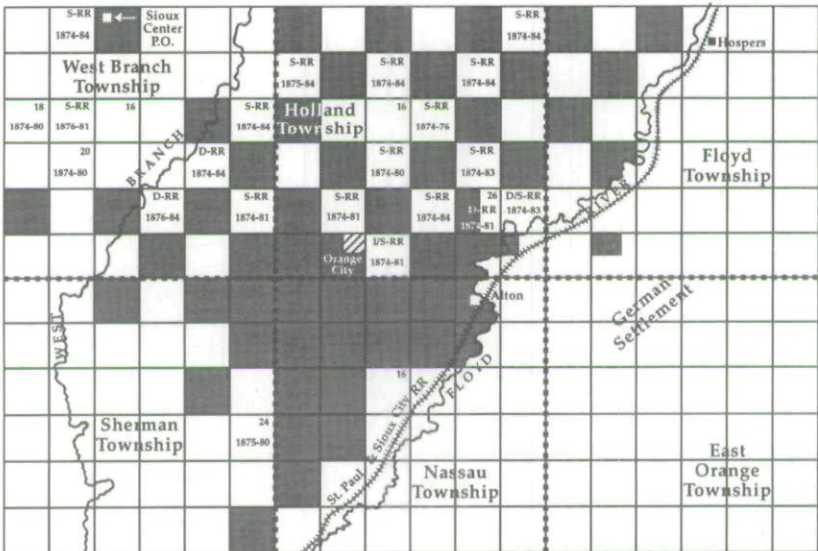 S-RR
1874-84
Sioux
Center
P.O.
S-RR
1874-84
Hospers
West Branch
Township
S-RR
1875-84
S-RR
1874-84
S-RR
1874-84
18
1874-80
S-RR
1876-81
16
S-RR
1874-84
Holland
Township
16
S-RR
1874-76
20
1874-80
BRANCH
D-RR
1874-84
S-RR
1874-80
S-RR
1874-83
Floyd
Township
D-RR
1876-84
S-RR
1874-81
S-RR
1874-81
S-RR
1874-84
26
D-RR
1874-81
D/S-RR
1874-83
RIVER
Orange
City
I/S-RR
1874-81
Alton
German
Settlement
WEST
16
FLOYD
St. Paul & Sioux City RR
Sherman
Township
24
1875-80
Nassau
Township
East
Orange
Township